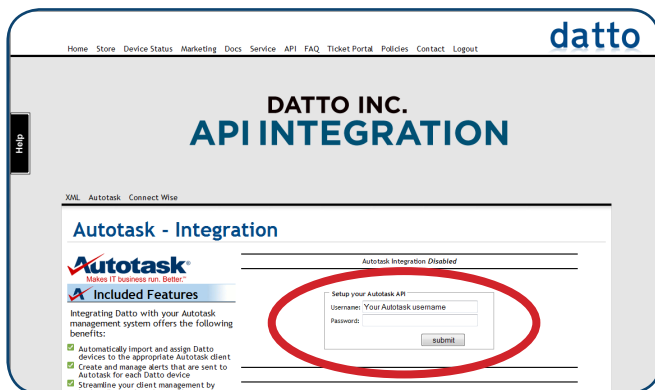 datto
Home Store Device Status Marketing Docs Service API FAQ Ticket Portal Policies Contact Logout
Help
DATTO INC.
API INTEGRATION
XML Autotask Connect Wise
Autotask - Integration
Autotask®
Makes IT business run. Better.™
Included Features
Integrating Datto with your Autotask
management system offers the following
benefits:
Automatically import and assign Datto
devices to the appropriate Autotask client
Create and manage alerts that are sent to
Autotask for each Datto device
Streamline your client management by
Autotask Integration Disabled
Setup your Autotask API
Username: Your Autotask username
Password:
submit